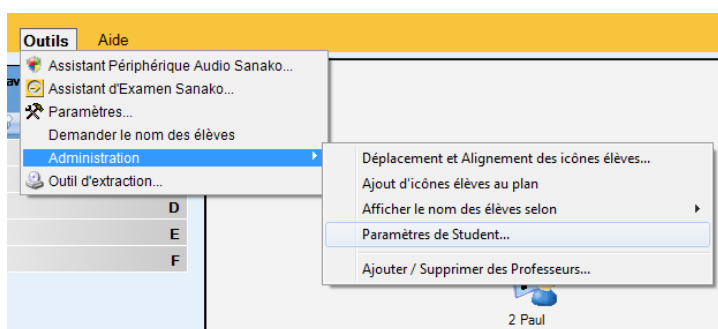 Outils Aide
av
Assistant Périphérique Audio Sanako...
Assistant d'Examen Sanako...
Paramètres...
Demander le nom des élèves
Administration
Outil d'extraction...
Déplacement et Alignement des icônes élèves...
Ajout d'icônes élèves au plan
Afficher le nom des élèves selon
Paramètres de Student...
Ajouter / Supprimer des Professeurs...
D
E
F
2 Paul